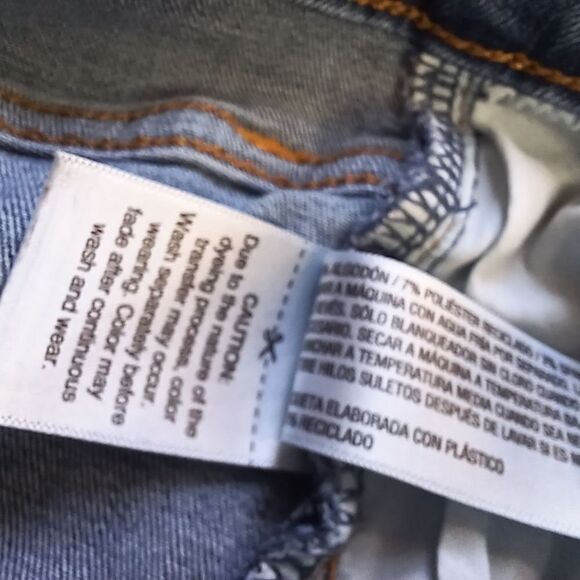 CAUTION:
Due to the nature of the
dyeing process, color
transfer may occur.
Wash separately before
wearing. Color may
fade after continuous
wash and wear.
ALGODÓN / 7% POLIÉSTER RECICLADO /
A MÁQUINA CON AGUA FRÍA POR SEPARADO
SÓLO BLANQUEADOR SIN CLORO CUANDO
SECAR A MÁQUINA A
A TEMPERATURA MEDIA CUANDO SEA
HILOS SUELTOS DESPUÉS DE LAVAR SI ES
ELABORADA CON PLÁSTICO
RECICLADO